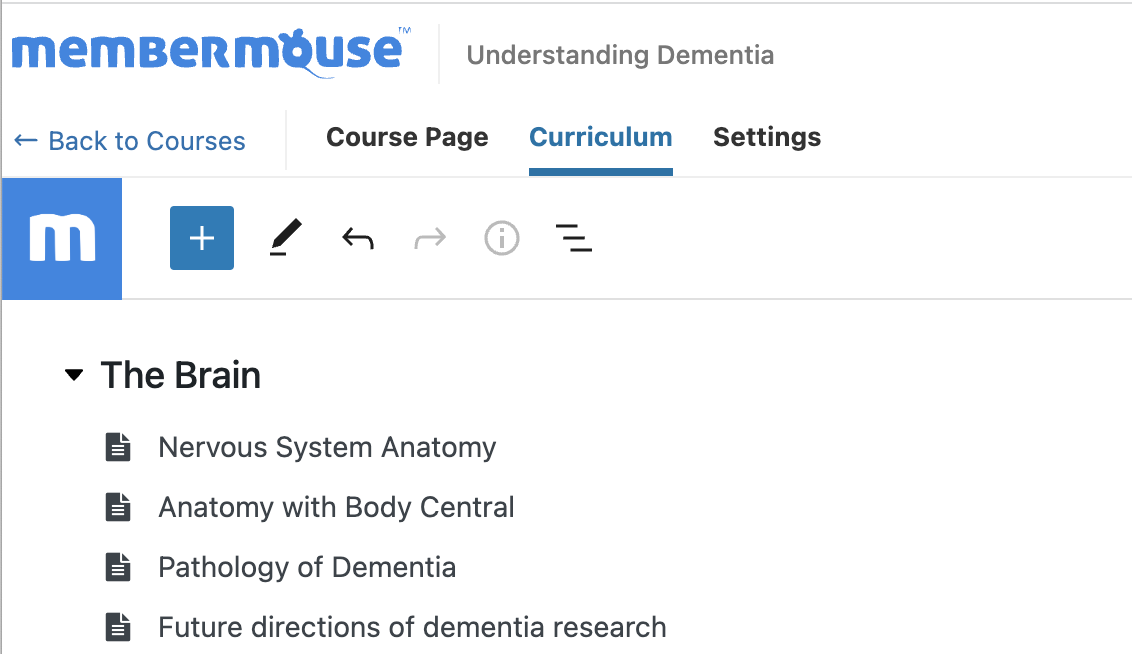 membermouse™
Understanding Dementia
← Back to Courses
Course Page
Curriculum
Settings
m
The Brain
Nervous System Anatomy
Anatomy with Body Central
Pathology of Dementia
Future directions of dementia research